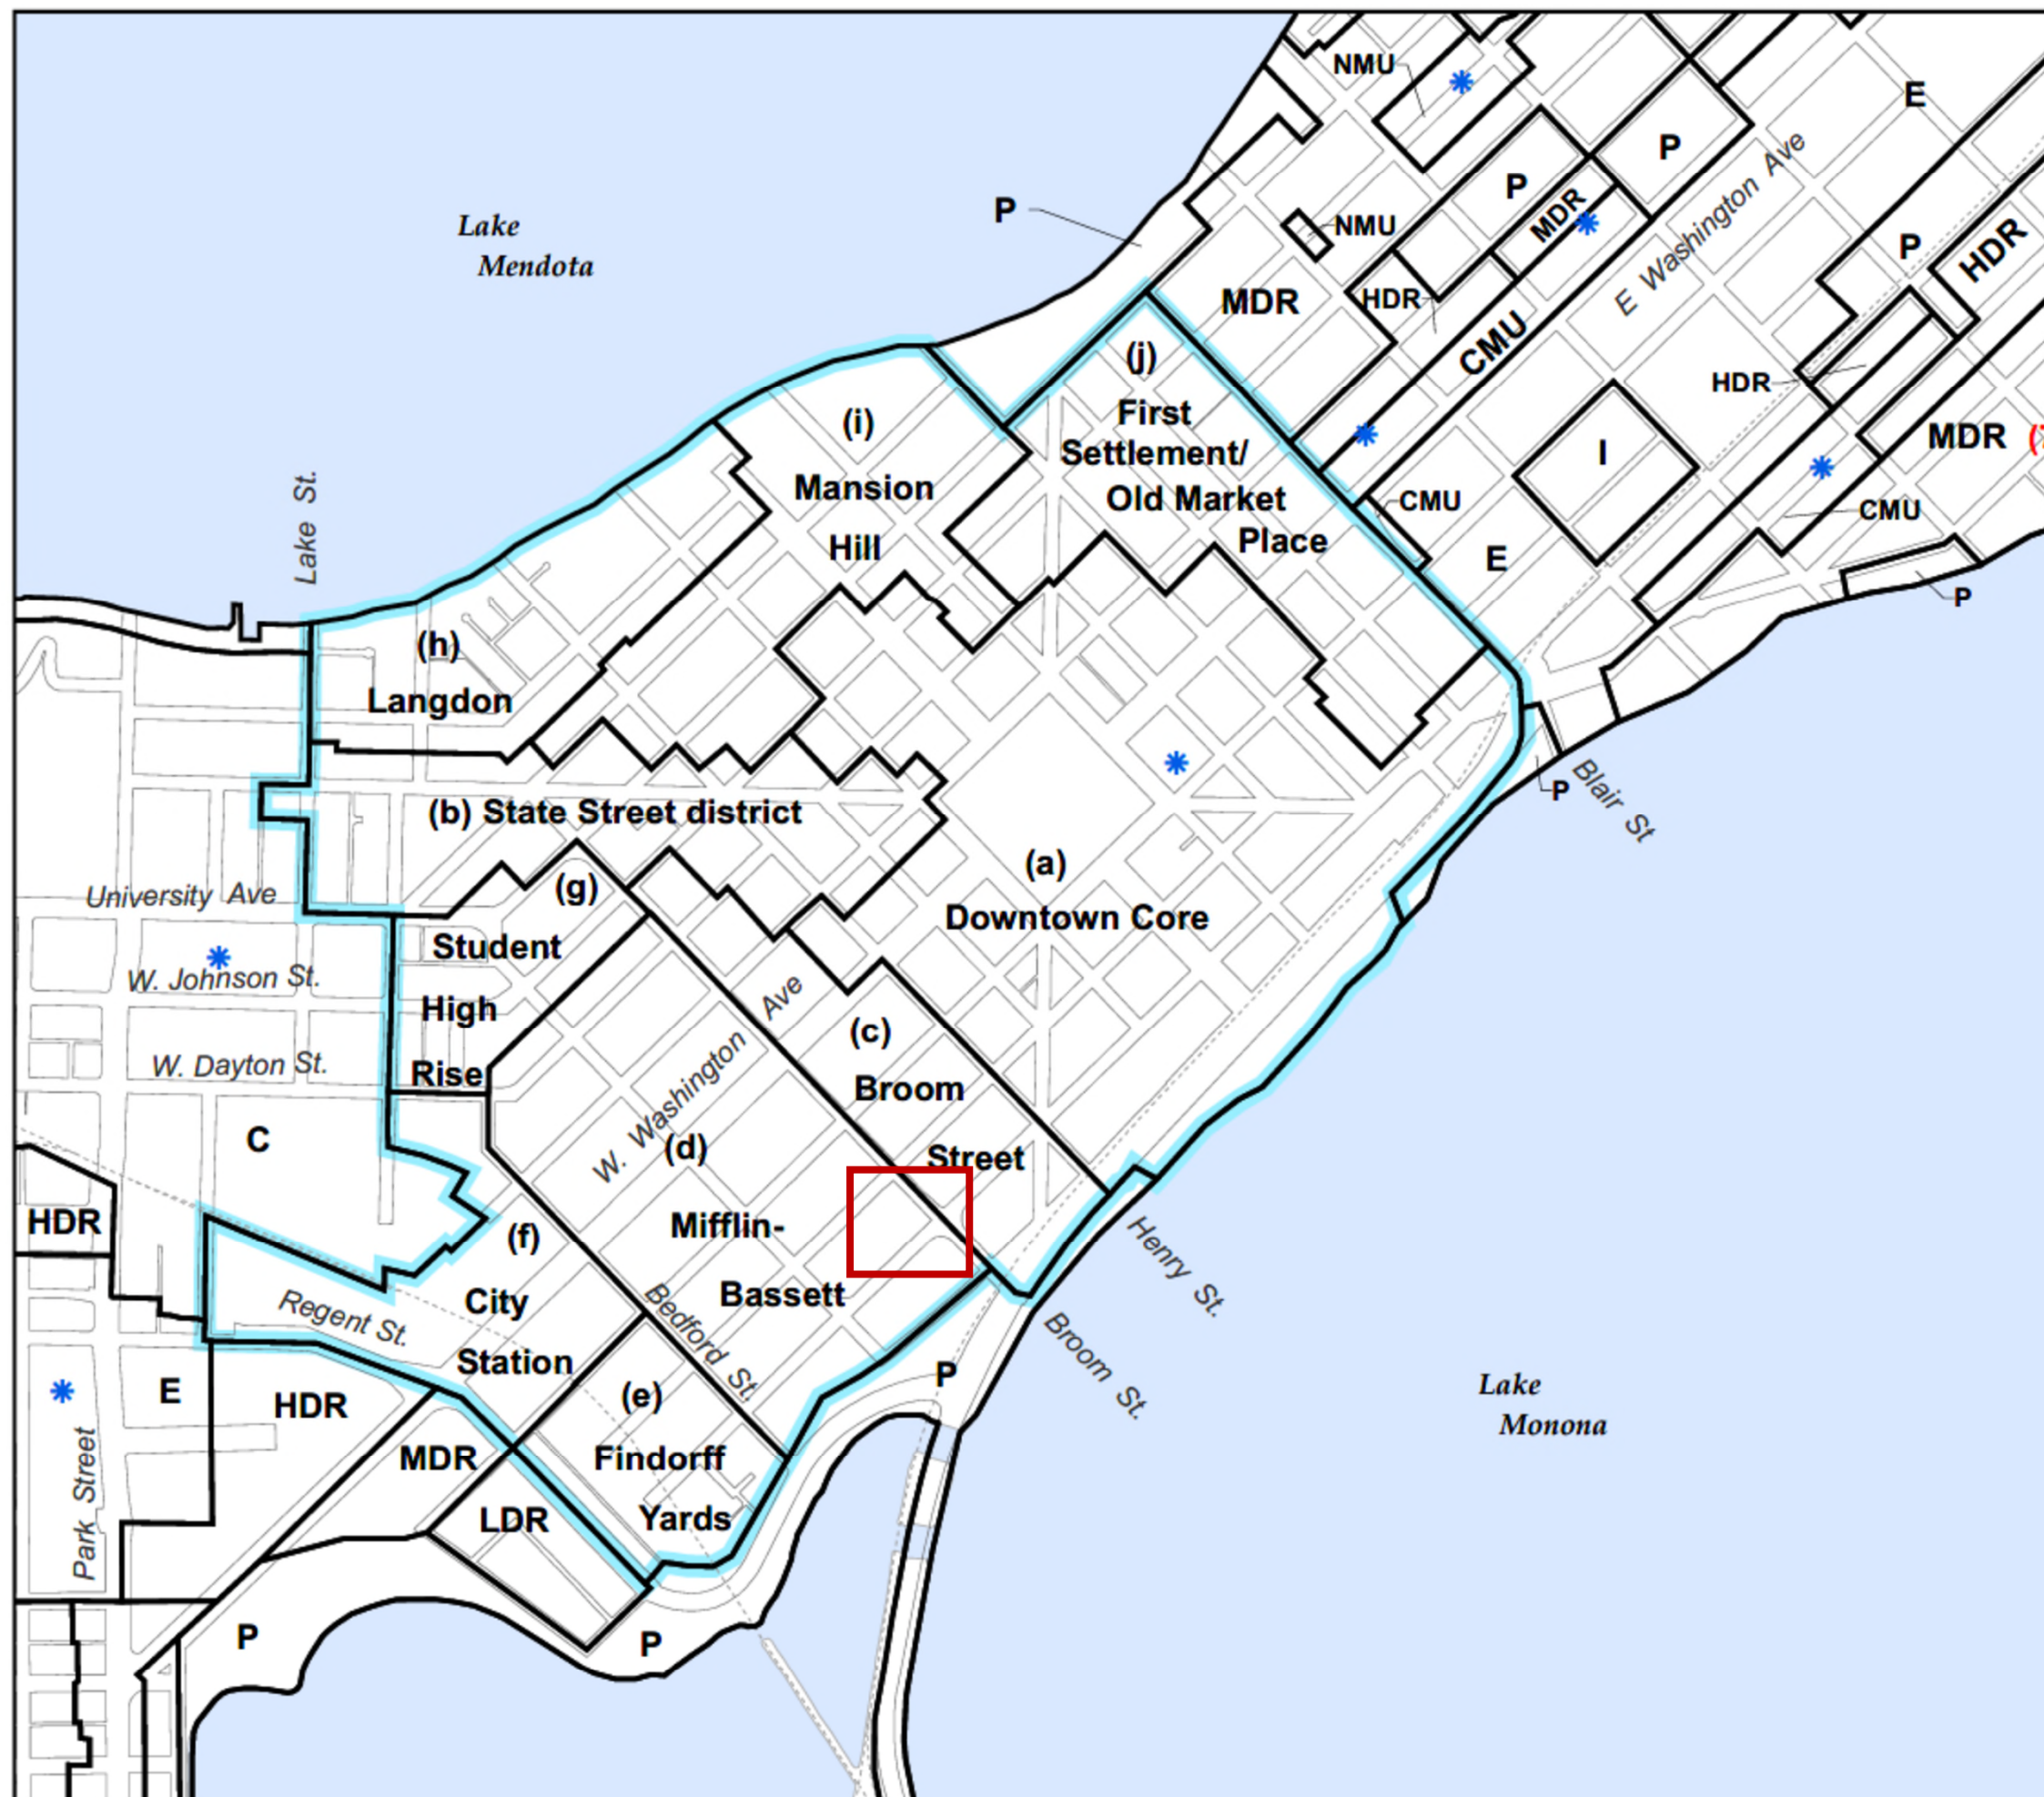 NMU
E
P
P
MDR
E Washington Ave
P
Lake
Mendota
NMU
P
HDR
MDR
HDR
CMU
(j)
First
Settlement/
Old Market
Place
HDR
(i)
Mansion
Hill
I
MDR
CMU
CMU
E
P
Lake St.
(h)
Langdon
P
Blair St
(b) State Street district
(a)
Downtown Core
University Ave
(g)
Student
High
Rise
W. Johnson St.
W. Dayton St.
W. Washington Ave
(c)
Broom
Street
C
(d)
Mifflin-
Bassett
HDR
(f)
City
Station
Regent St.
Bedford St.
Henry St.
Broom St.
P
Lake
Monona
E
HDR
(e)
Findorff
Yards
MDR
LDR
Park Street
P
P